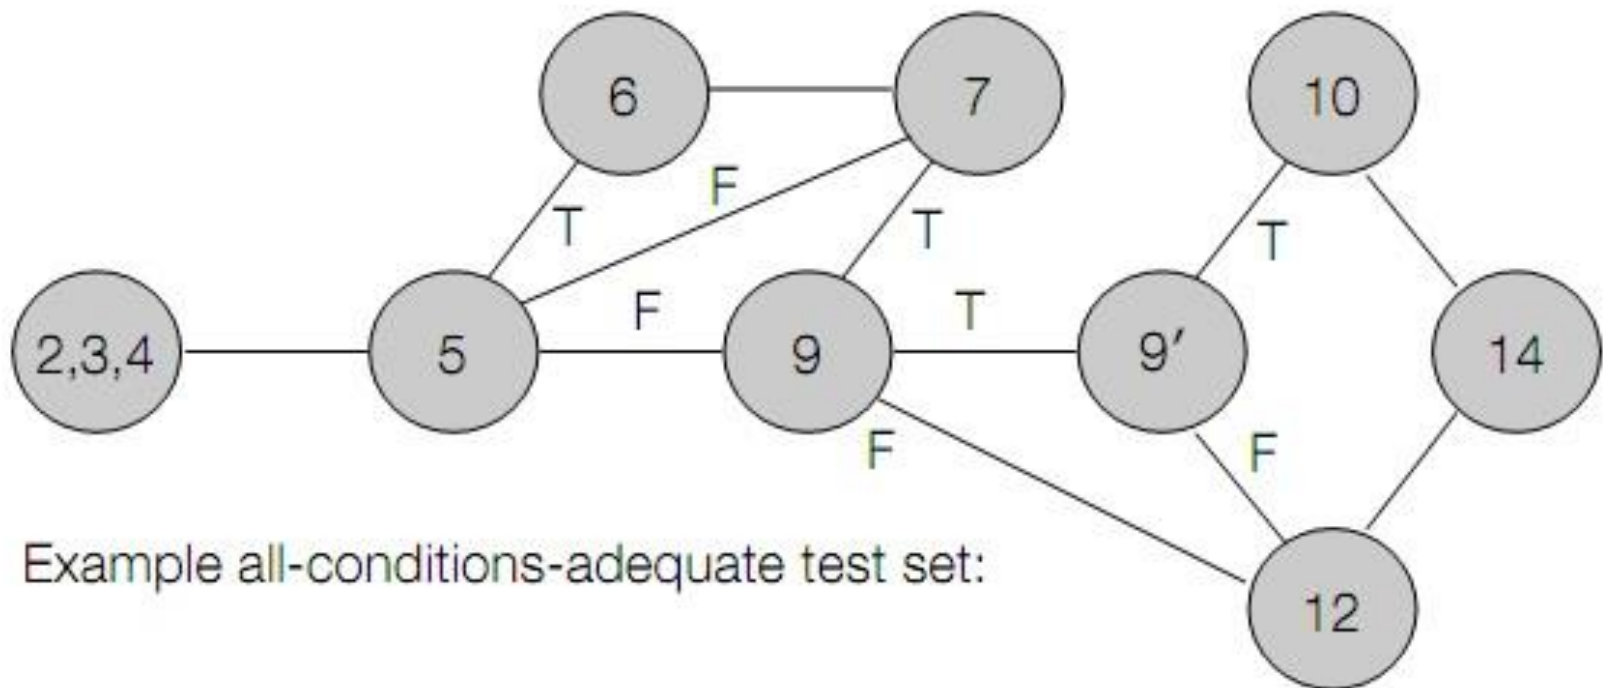 6 7 10
F
T T T
F T
2,3,4 5 9 9′ 14
F F
Example all-conditions-adequate test set:
12